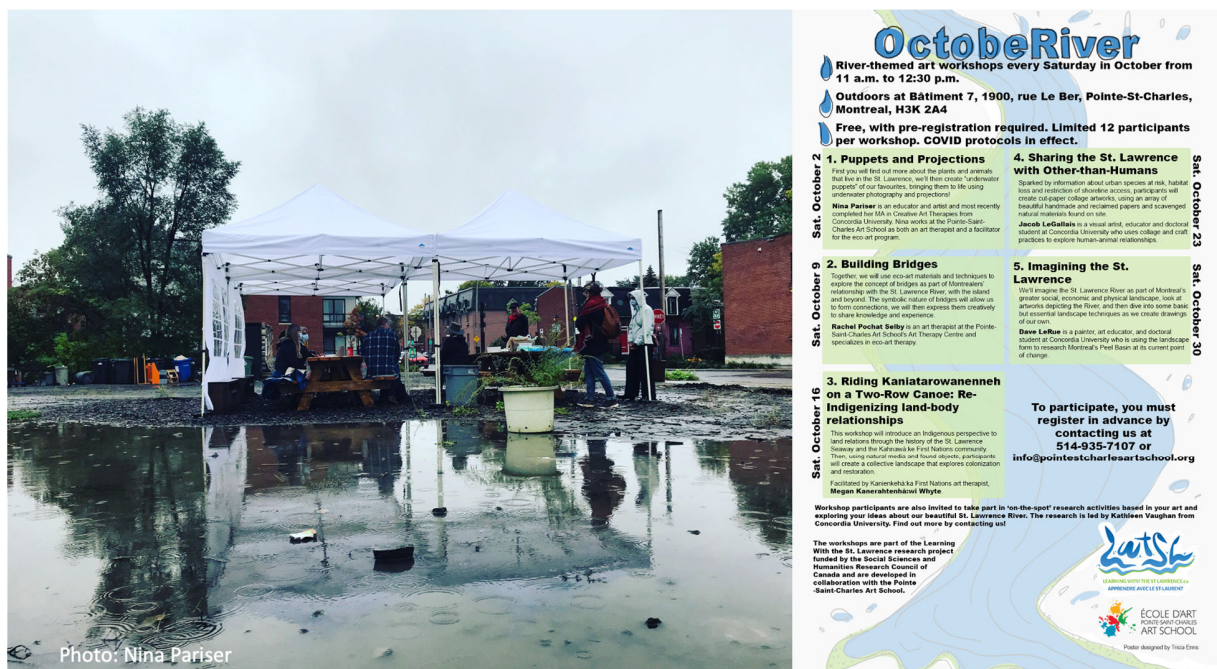 Photo: Nina Pariser
OctobeRiver
River-themed art workshops every Saturday in October from
11 a.m. to 12:30 p.m.
Outdoors at Bâtiment 7, 1900, rue Le Ber, Pointe-St-Charles,
Montreal, H3K 2A4
Free, with pre-registration required. Limited 12 participants
per workshop. COVID protocols in effect.
Sat. October 2
1. Puppets and Projections
First you will find out more about the plants and animals
that live in the St. Lawrence, we'll then create "underwater
puppets" of our favourites, bringing them to life using
underwater photography and projections!
Nina Pariser is an educator and artist and most recently
completed her MA in Creative Art Therapies from
Concordia University. Nina works at the Pointe-Saint-
Charles Art School as both an art therapist and a facilitator
for the eco-art program.
Sat. October 9
2. Building Bridges
Together, we will use eco-art materials and techniques to
explore the concept of bridges as part of Montrealers'
relationship with the St. Lawrence River, with the island
and beyond. The symbolic nature of bridges will allow us
to form connections, we will then express them creatively
to share knowledge and experience.
Rachel Pochat Selby is an art therapist at the Pointe-
Saint-Charles Art School's Art Therapy Centre and
specializes in eco-art therapy.
Sat. October 16
3. Riding Kaniatarowanenneh
on a Two-Row Canoe: Re-
Indigenizing land-body
relationships
This workshop will introduce an Indigenous perspective to
land relations through the history of the St. Lawrence
Seaway and the Kahnawà:ke First Nations community.
Then, using natural media and found objects, participants
will create a collective landscape that explores colonization
and restoration.
Facilitated by Kanienkehá:ka First Nations art therapist,
Megan Kanerahtenhá:wi Whyte
4. Sharing the St. Lawrence
with Other-than-Humans
Sat. October 23
Sparked by information about urban species at risk, habitat
loss and restriction of shoreline access, participants will
create cut-paper collage artworks, using an array of
beautiful handmade and reclaimed papers and scavenged
natural materials found on site.
Jacob LeGallais is a visual artist, educator and doctoral
student at Concordia University who uses collage and craft
practices to explore human-animal relationships.
5. Imagining the St.
Lawrence
Sat. October 30
We'll imagine the St. Lawrence River as part of Montreal's
greater social, economic and physical landscape, look at
artworks depicting the River, and then dive into some basic
but essential landscape techniques as we create drawings
of our own.
Dave LeRue is a painter, art educator, and doctoral
student at Concordia University who is using the landscape
form to research Montreal's Peel Basin at its current point
of change.
To participate, you must
register in advance by
contacting us at
514-935-7107 or
info@pointestcharlesartschool.org
Workshop participants are also invited to take part in 'on-the-spot' research activities based in your art and
exploring your ideas about our beautiful St. Lawrence River. The research is led by Kathleen Vaughan from
Concordia University. Find out more by contacting us!
The workshops are part of the Learning
With the St. Lawrence research project
funded by the Social Sciences and
Humanities Research Council of
Canada and are developed in
collaboration with the Pointe
-Saint-Charles Art School.
LwtSL
LEARNING WITH THE ST LAWRENCE.ca
APPRENDRE AVEC LE ST-LAURENT
ÉCOLE D'ART
POINTE-SAINT-CHARLES
ART SCHOOL
Poster designed by Tricia Enns